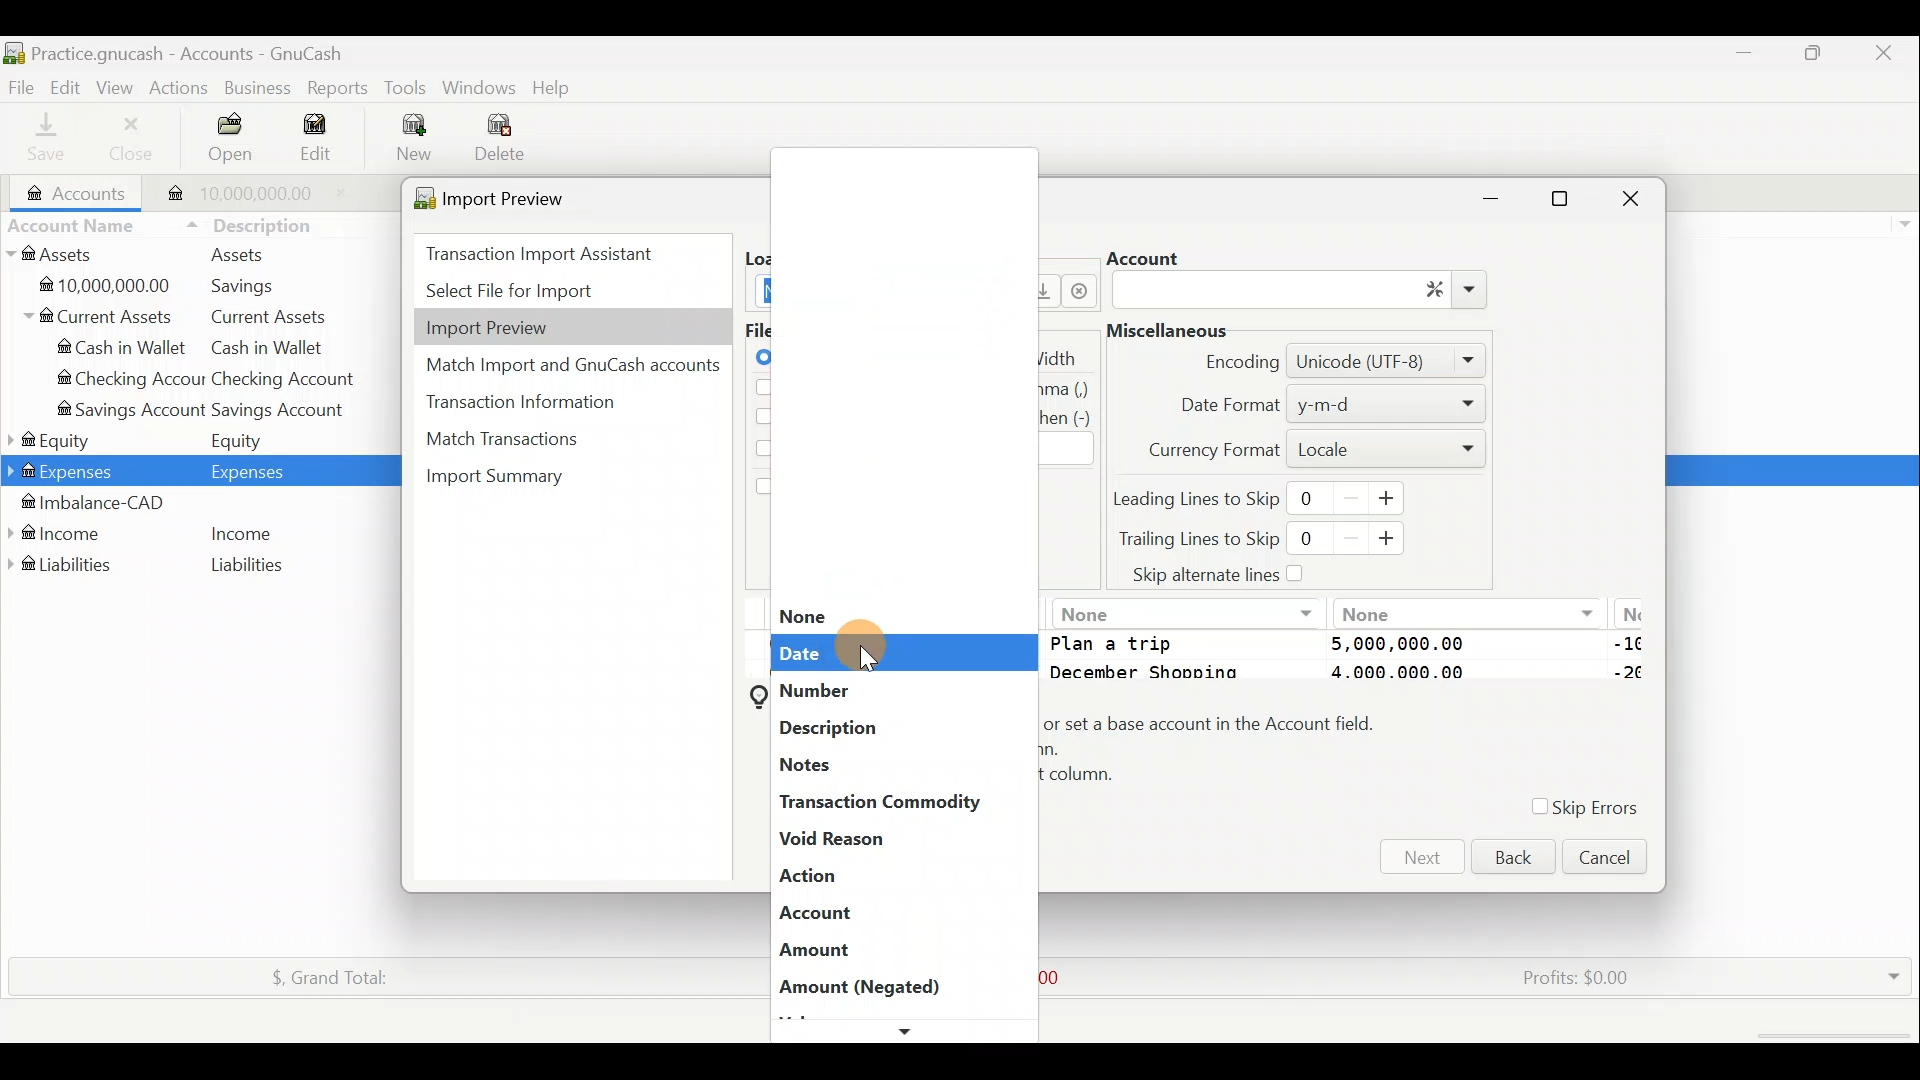 Practice.gnucash - Accounts - GnuCash
File Edit View Actions Business Reports Tools Windows Help
Save Close Open Edit New Delete
Accounts 10,000,000.00
Account Name Description
Assets Assets
10,000,000.00 Savings
Current Assets Current Assets
Cash in Wallet Cash in Wallet
Checking Accour Checking Account
Savings Account Savings Account
Equity Equity
Expenses Expenses
Imbalance-CAD
Income Income
Liabilities Liabilities
$, Grand Total:
00
Profits: $0.00
Import Preview
Transaction Import Assistant
Select File for Import
Import Preview
Match Import and GnuCash accounts
Transaction Information
Match Transactions
Import Summary
Loa
File
None
Date
Number
Description
Notes
Transaction Commodity
Void Reason
Action
Account
Amount
Amount (Negated)
Width
nma (,)
hen (-)
Account
Miscellaneous
Encoding Unicode (UTF-8)
Date Format y-m-d
Currency Format Locale
Leading Lines to Skip 0
Trailing Lines to Skip 0
Skip alternate lines
None None No
Plan a trip 5,000,000.00 -10
December Shopping 4,000,000.00 -20
or set a base account in the Account field.
nn.
t column.
Skip Errors
Next Back Cancel